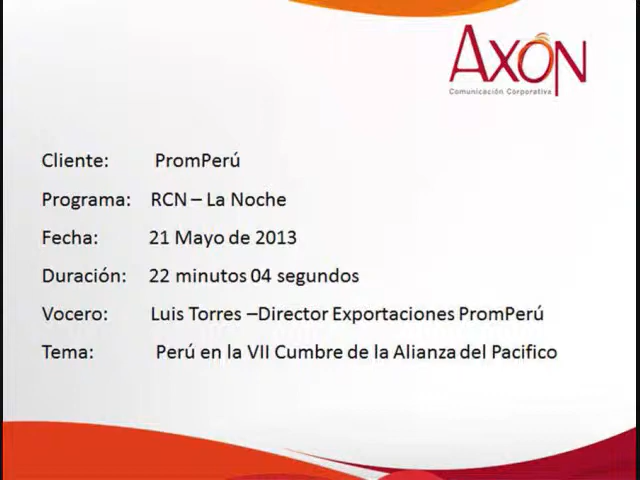 AXÓN
Comunicación Corporativa
Cliente: PromPerú
Programa: RCN – La Noche
Fecha: 21 Mayo de 2013
Duración: 22 minutos 04 segundos
Vocero: Luis Torres –Director Exportaciones PromPerú
Tema: Perú en la VII Cumbre de la Alianza del Pacifico